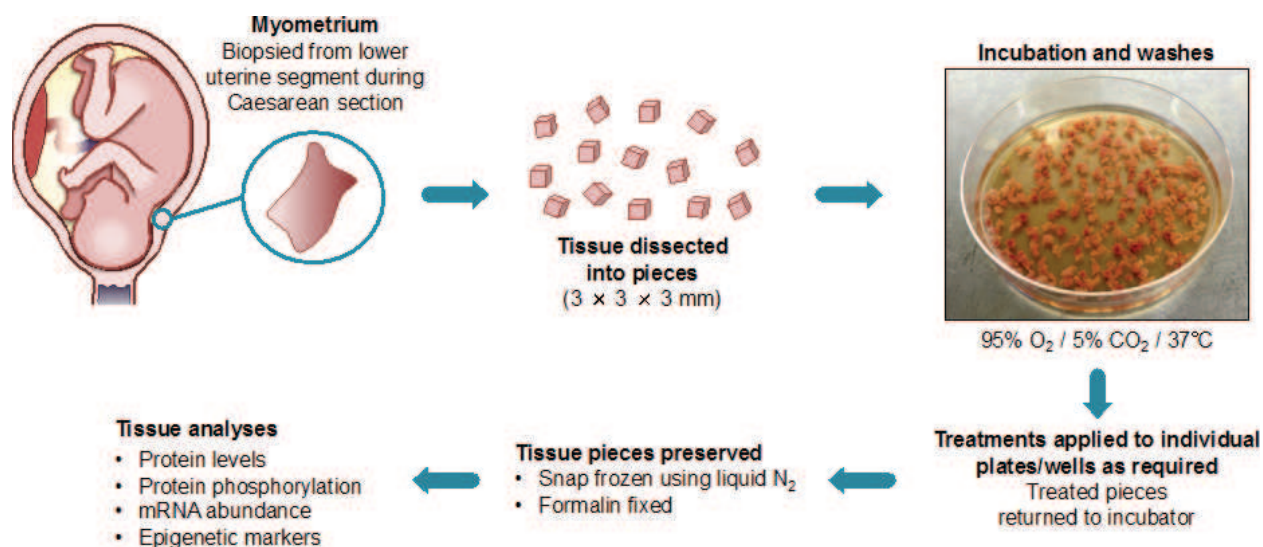 Myometrium
Biopsied from lower
uterine segment during
Caesarean section
Tissue dissected
into pieces
(3 × 3 × 3 mm)
Incubation and washes
95% O₂ / 5% CO₂ / 37°C
Treatments applied to individual
plates/wells as required
Treated pieces
returned to incubator
Tissue pieces preserved
• Snap frozen using liquid N₂
• Formalin fixed
Tissue analyses
• Protein levels
• Protein phosphorylation
• mRNA abundance
• Epigenetic markers